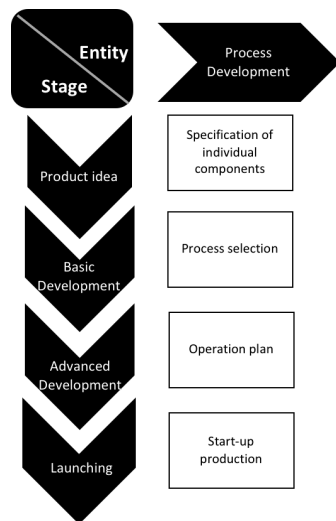 Entity
Stage
Process
Development
Product idea
Specification of
individual
components
Basic
Development
Process selection
Advanced
Development
Operation plan
Launching
Start-up
production